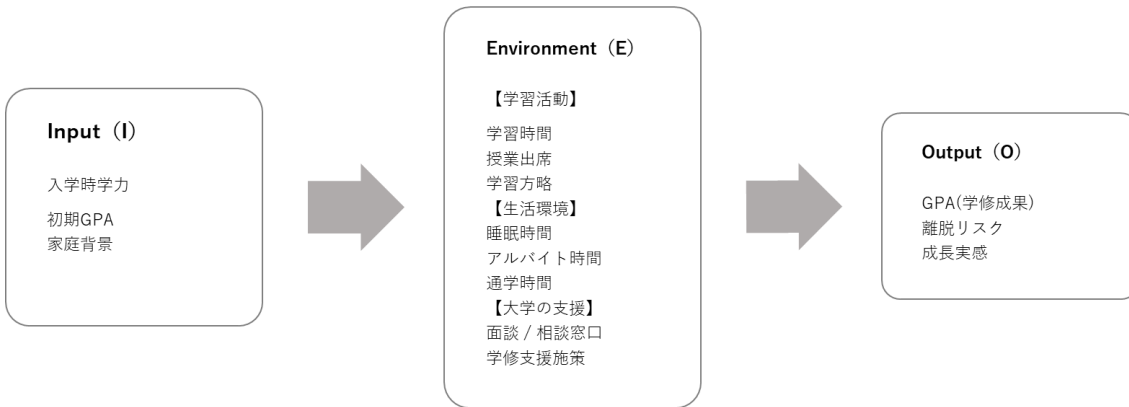 Input（I）
入学時学力
初期GPA
家庭背景
Environment（E）
【学習活動】
学習時間
授業出席
学習方略
【生活環境】
睡眠時間
アルバイト時間
通学時間
【大学の支援】
面談 / 相談窓口
学修支援施策
Output（O）
GPA(学修成果)
離脱リスク
成長実感